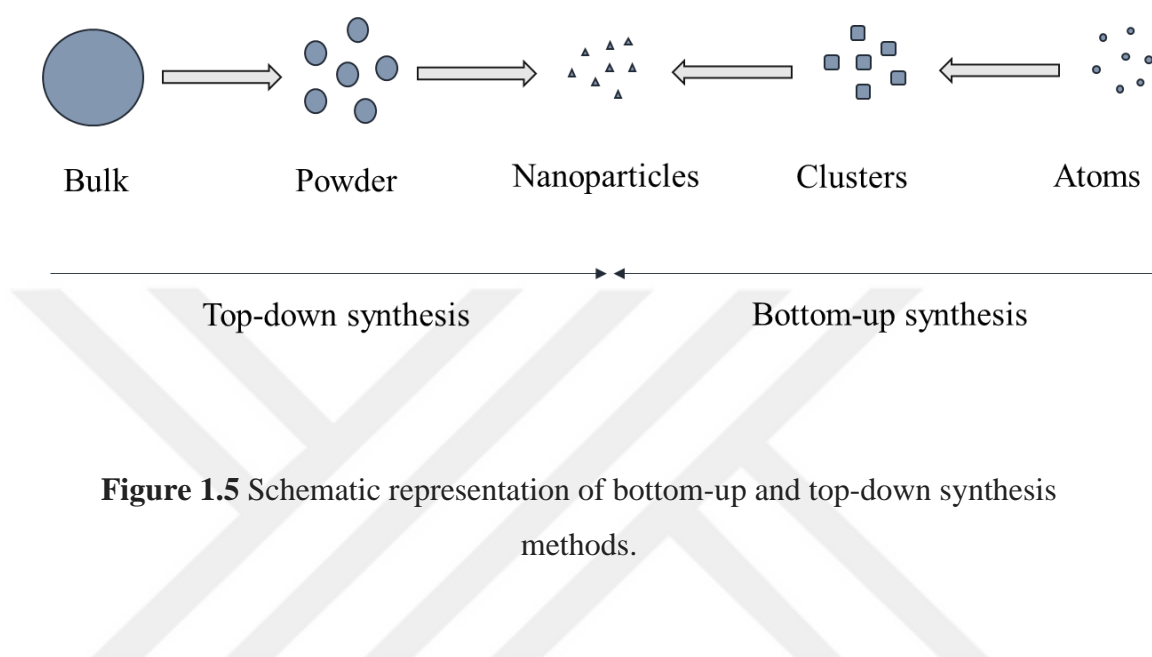 Bulk
Powder
Nanoparticles
Clusters
Atoms
Top-down synthesis
Bottom-up synthesis
Figure 1.5 Schematic representation of bottom-up and top-down synthesis
methods.